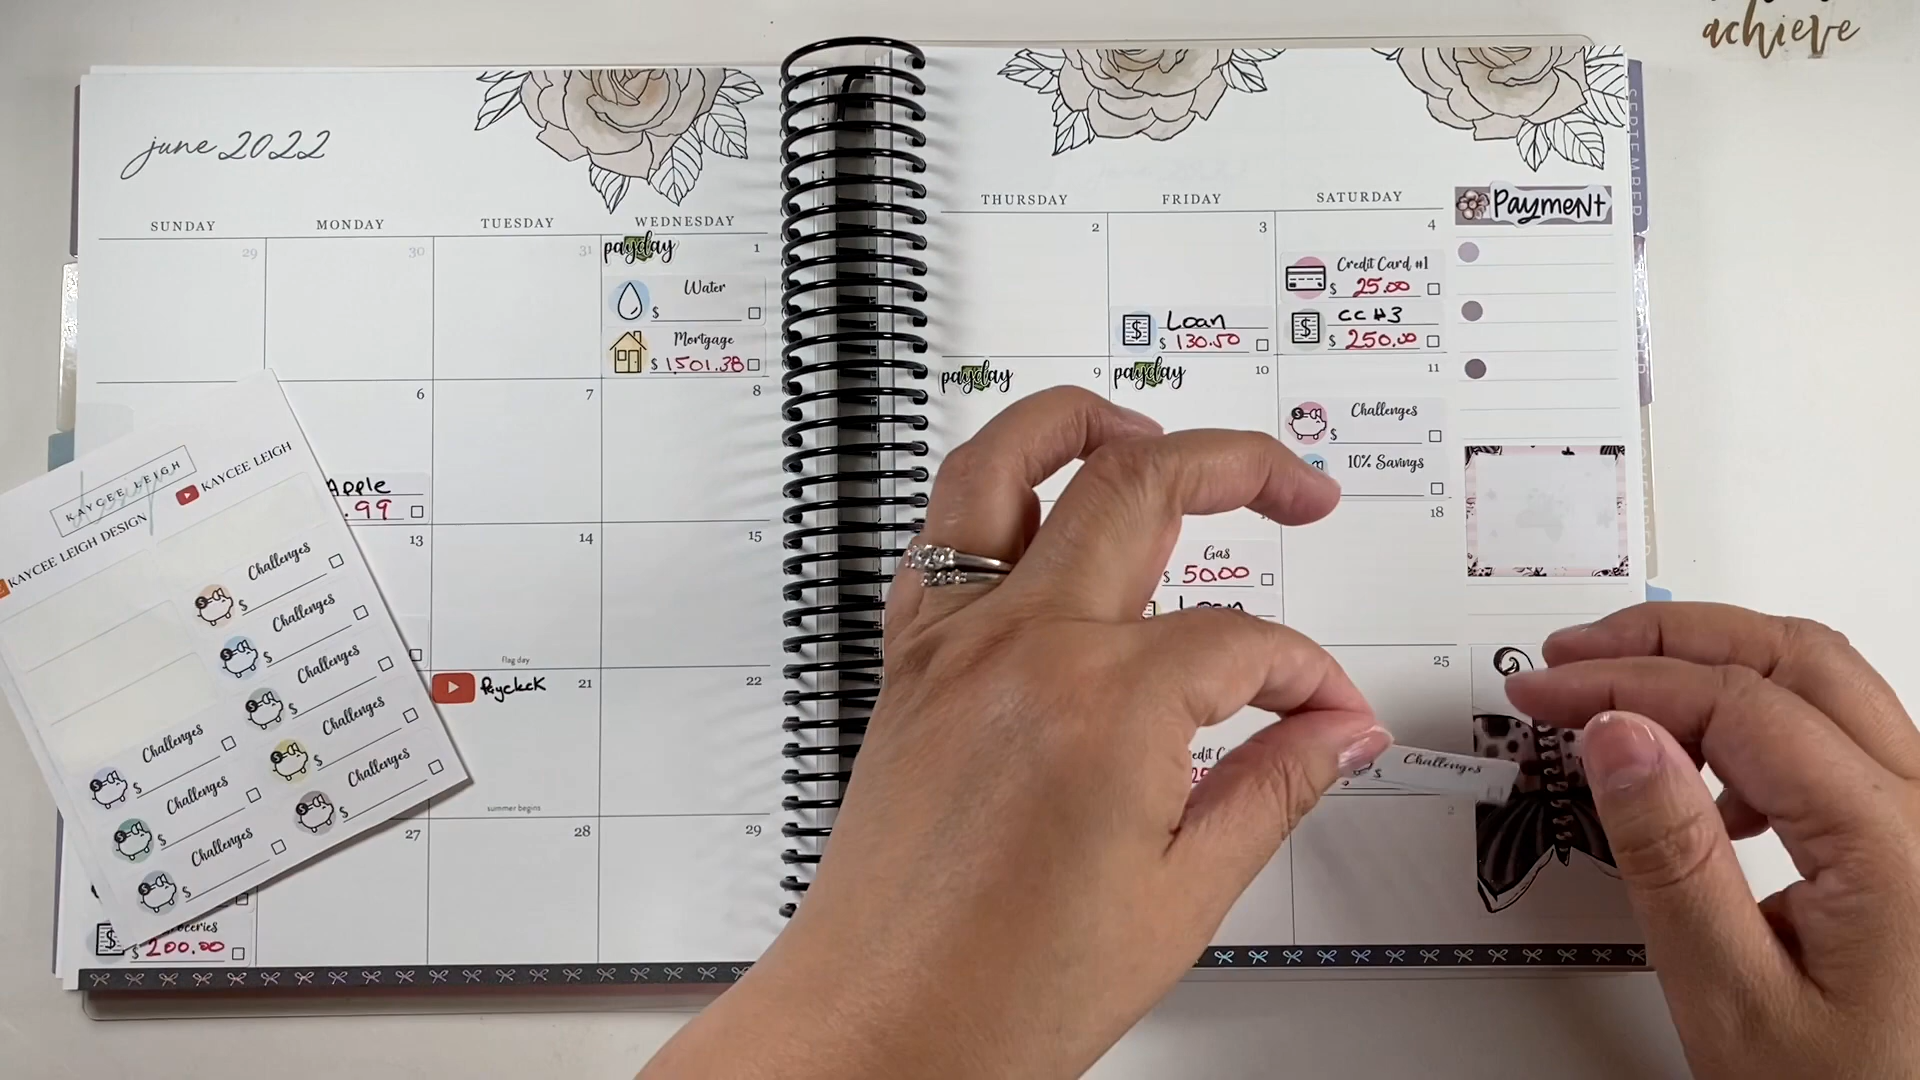 achieve
june 2022
SEPTEMBER
SUNDAY
MONDAY
TUESDAY
WEDNESDAY
THURSDAY
FRIDAY
SATURDAY
Payment
29
30
31
payday
1
2
3
4
Water
$
Mortgage
$ 1501.38
Loan
$ 130.50
Credit Card #1
$ 25.00
CC #3
$ 250.00
6
7
8
payday
9
payday
10
11
Apple
.99
Challenges
$
10% Savings
13
14
15
18
flag day
Gas
$ 50.00
Loan
Paycheck
21
22
25
summer begins
Challenges
$
27
28
29
2
Groceries
$ 200.00
KAYCEE LEIGH
KAYCEE LEIGH DESIGN
KAYCEE LEIGH
Challenges
$
Challenges
$
Challenges
$
Challenges
$
Challenges
$
Challenges
$
Challenges
$
Challenges
$